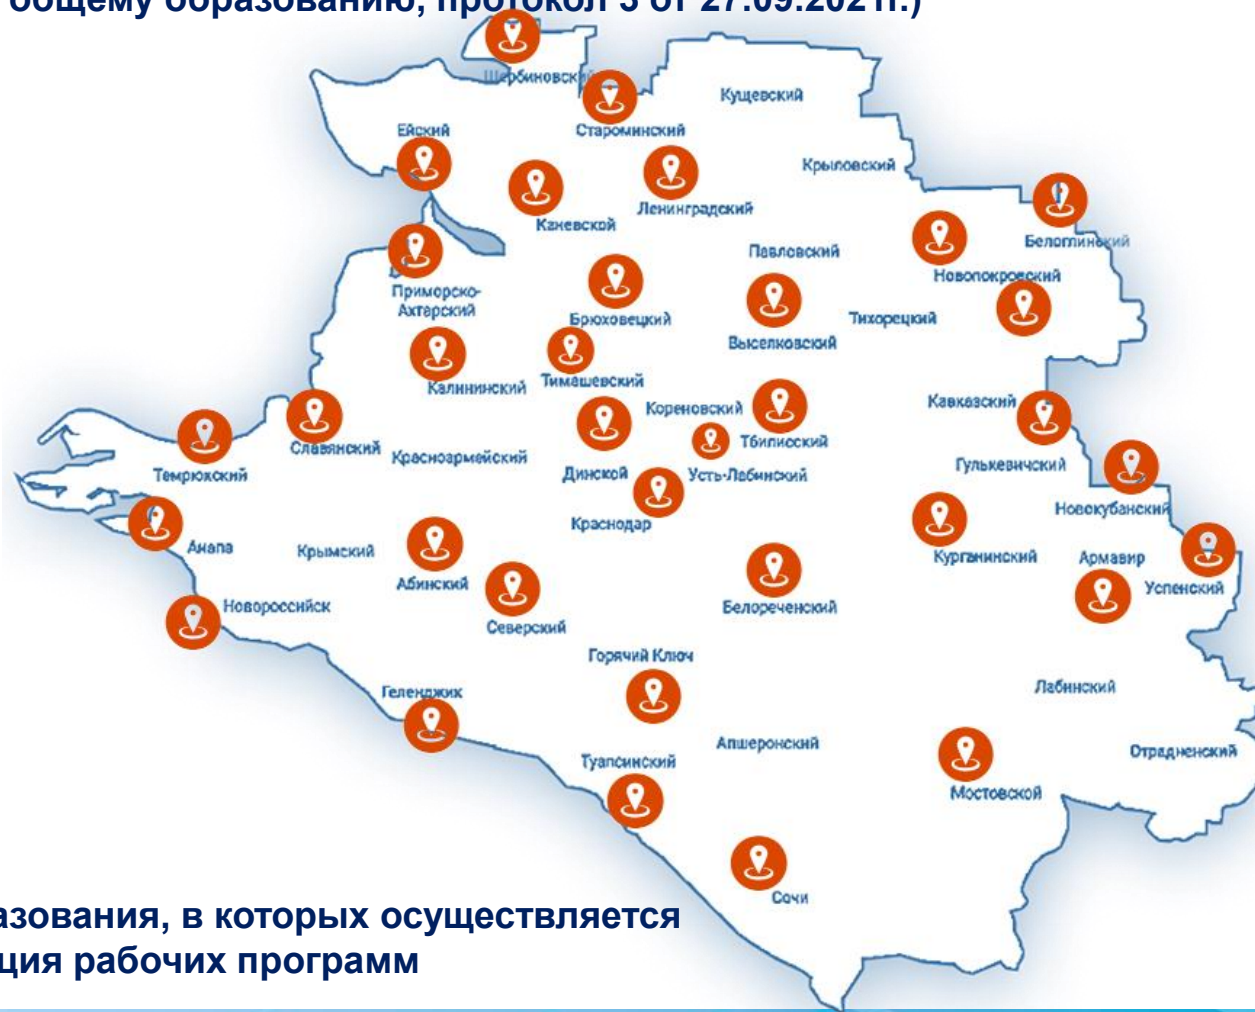 общему образованию, протокол 3 от 27.09.2021г.)
Щербиновский
Кущевский
Ейский
Староминский
Крыловский
Ленинградский
Каневской
Белоглинский
Павловский
Новопокровский
Приморско-
Ахтарский
Брюховецкий
Тихорецкий
Выселковский
Тимашевский
Калининский
Кавказский
Кореновский
Тбилисский
Славянский
Красноармейский
Гулькевичский
Темрюкский
Динской
Усть-Лабинский
Новокубанский
Краснодар
Анапа
Крымский
Курганинский
Армавир
Абинский
Успенский
Новороссийск
Белореченский
Северский
Горячий Ключ
Лабинский
Геленджик
Апшеронский
Отрадненский
Туапсинский
Мостовской
Сочи
азования, в которых осуществляется
ция рабочих программ